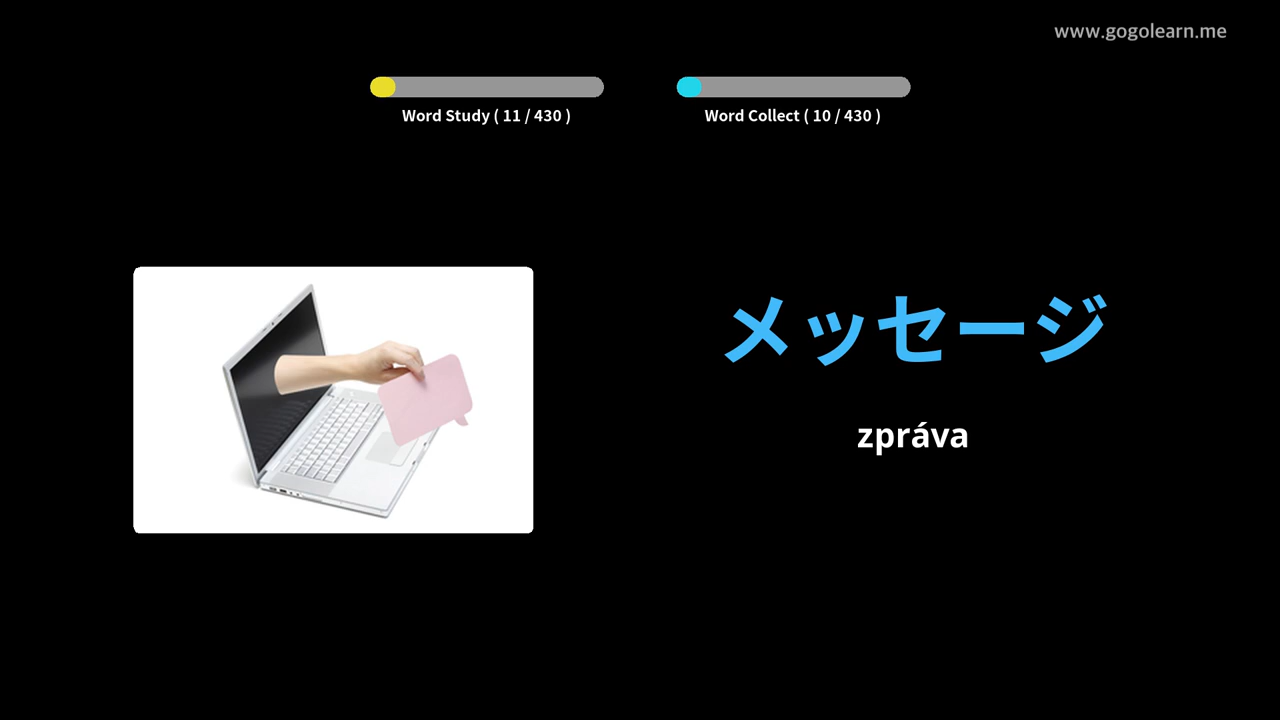 www.gogolearn.me
Word Study ( 11 / 430 )
Word Collect ( 10 / 430 )
メッセージ
zpráva